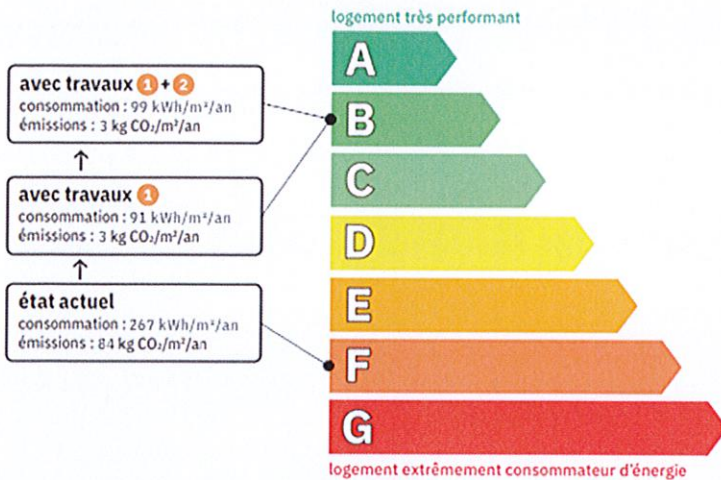 logement très performant
avec travaux 1 + 2
consommation : 99 kWh/m²/an
émissions : 3 kg CO₂/m²/an
avec travaux 1
consommation : 91 kWh/m²/an
émissions : 3 kg CO₂/m²/an
état actuel
consommation : 267 kWh/m²/an
émissions : 84 kg CO₂/m²/an
A
B
C
D
E
F
G
logement extrêmement consommateur d'énergie